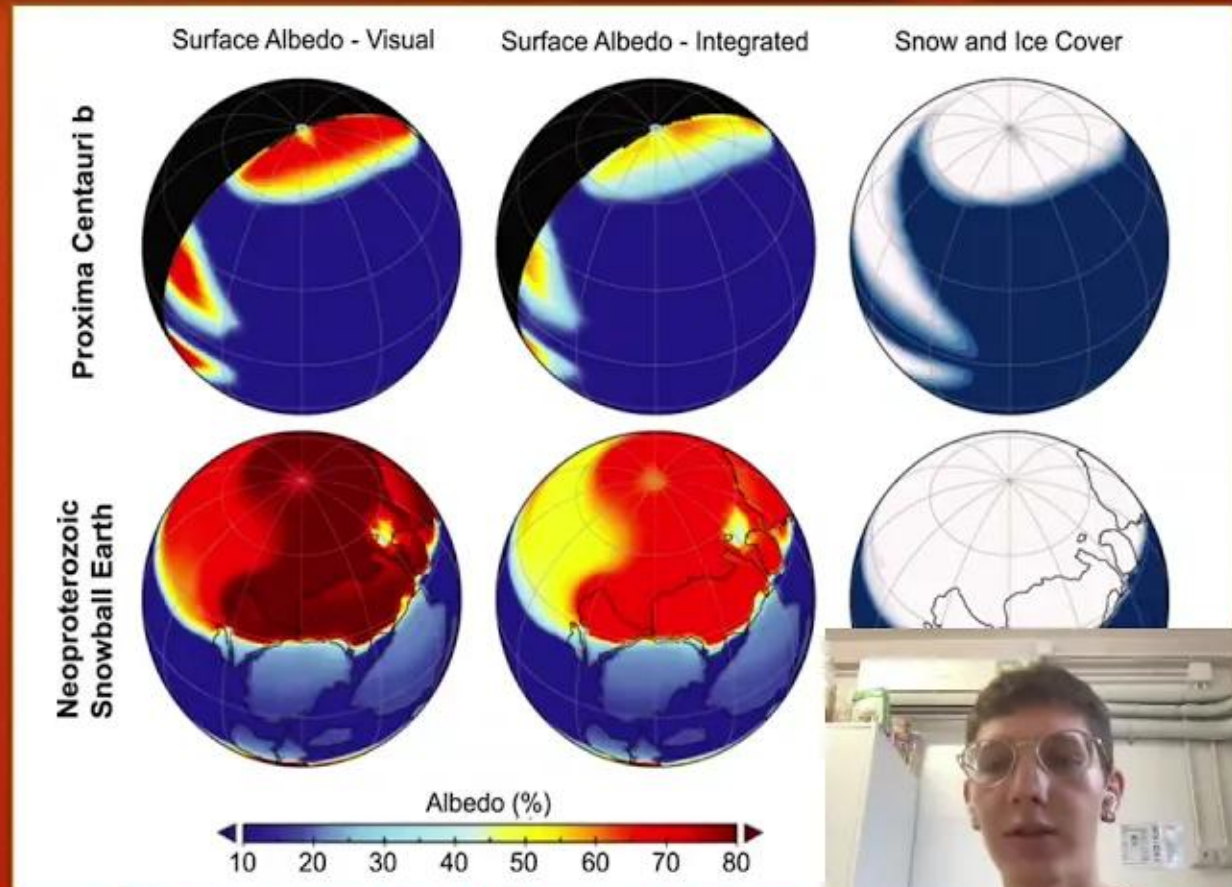 Surface Albedo - Visual
Surface Albedo - Integrated
Snow and Ice Cover
Proxima Centauri b
Neoproterozoic
Snowball Earth
Albedo (%)
10 20 30 40 50 60 70 80